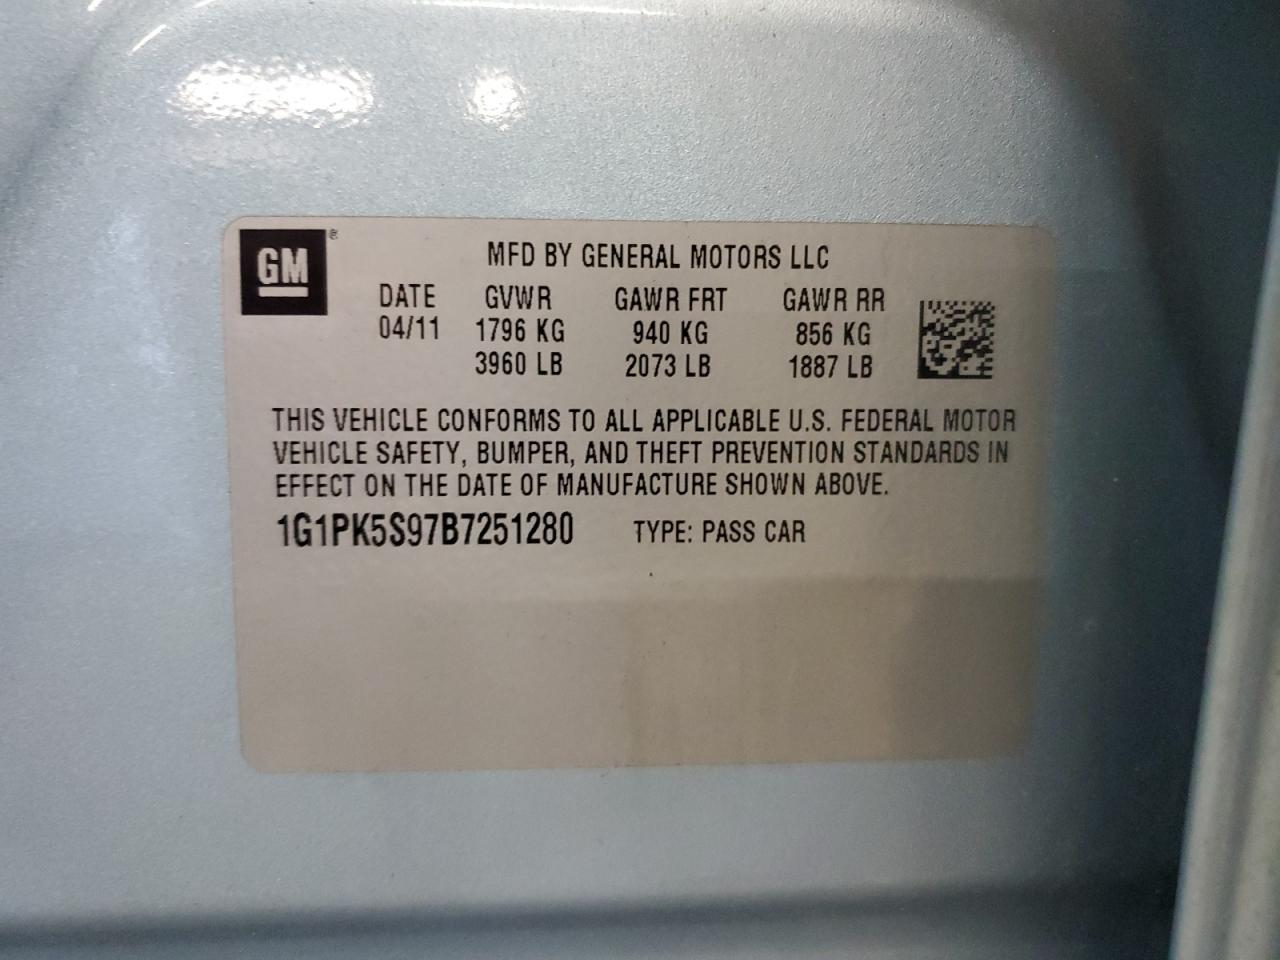 GM ®
MFD BY GENERAL MOTORS LLC
DATE GVWR GAWR FRT GAWR RR
04/11 1796 KG 940 KG 856 KG
3960 LB 2073 LB 1887 LB
THIS VEHICLE CONFORMS TO ALL APPLICABLE U.S. FEDERAL MOTOR
VEHICLE SAFETY, BUMPER, AND THEFT PREVENTION STANDARDS IN
EFFECT ON THE DATE OF MANUFACTURE SHOWN ABOVE.
1G1PK5S97B7251280 TYPE: PASS CAR